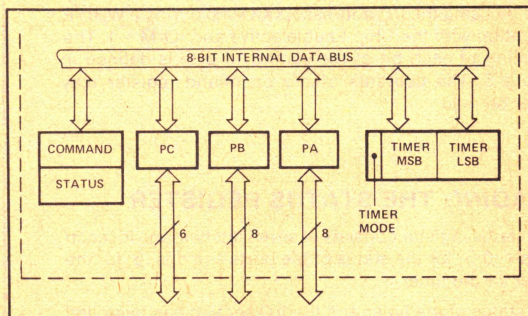 8-BIT INTERNAL DATA BUS
COMMAND
STATUS
PC
PB
PA
TIMER
MSB
TIMER
LSB
TIMER
MODE
6
8
8